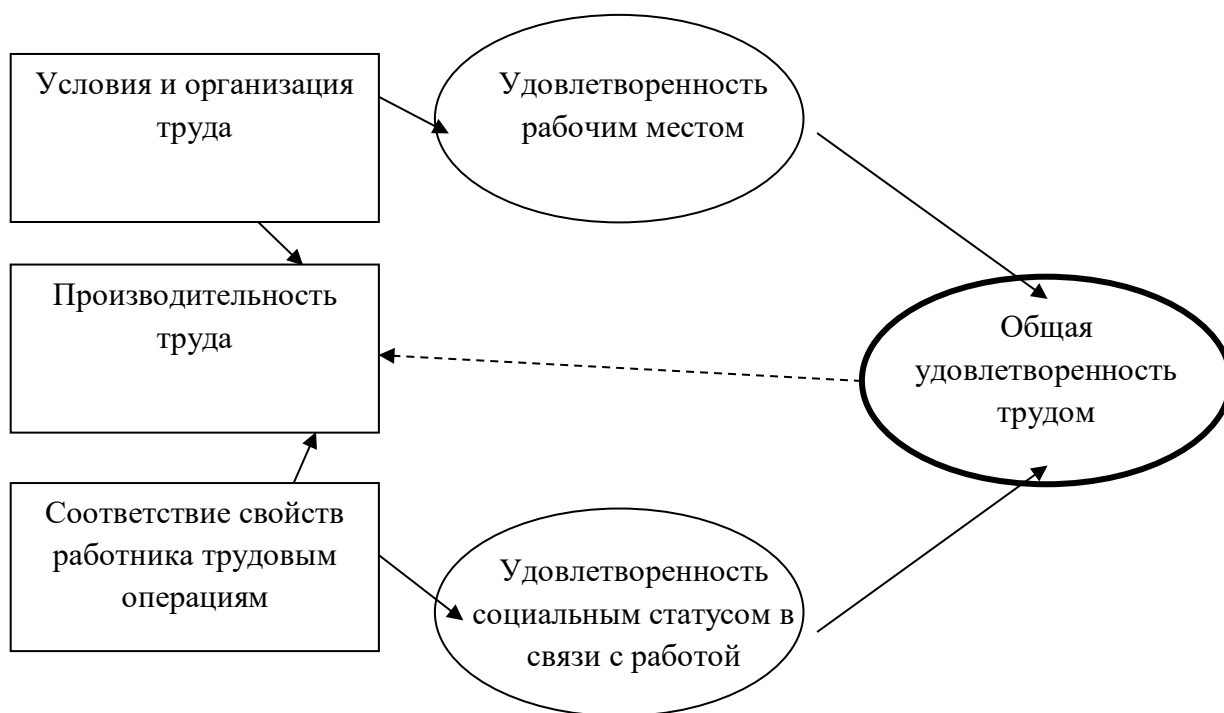 Условия и организация
труда
Удовлетворенность
рабочим местом
Производительность
труда
Общая
удовлетворенность
трудом
Соответствие свойств
работника трудовым
операциям
Удовлетворенность
социальным статусом в
связи с работой